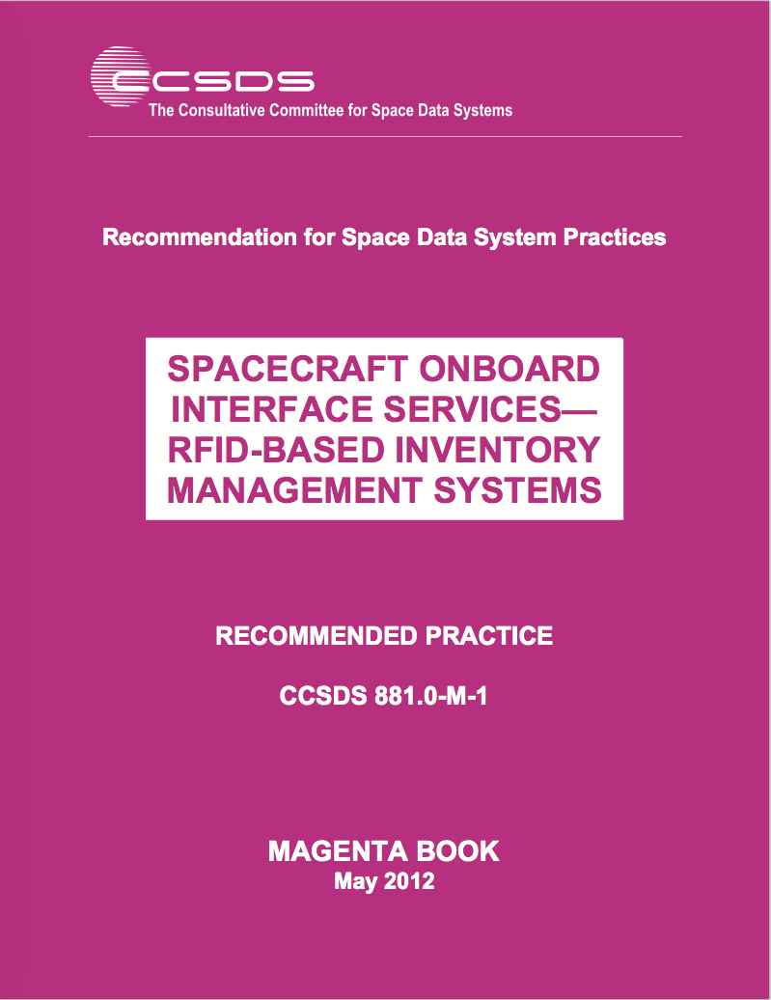 CCSDS
The Consultative Committee for Space Data Systems
Recommendation for Space Data System Practices
SPACECRAFT ONBOARD
INTERFACE SERVICES—
RFID-BASED INVENTORY
MANAGEMENT SYSTEMS
RECOMMENDED PRACTICE
CCSDS 881.0-M-1
MAGENTA BOOK
May 2012